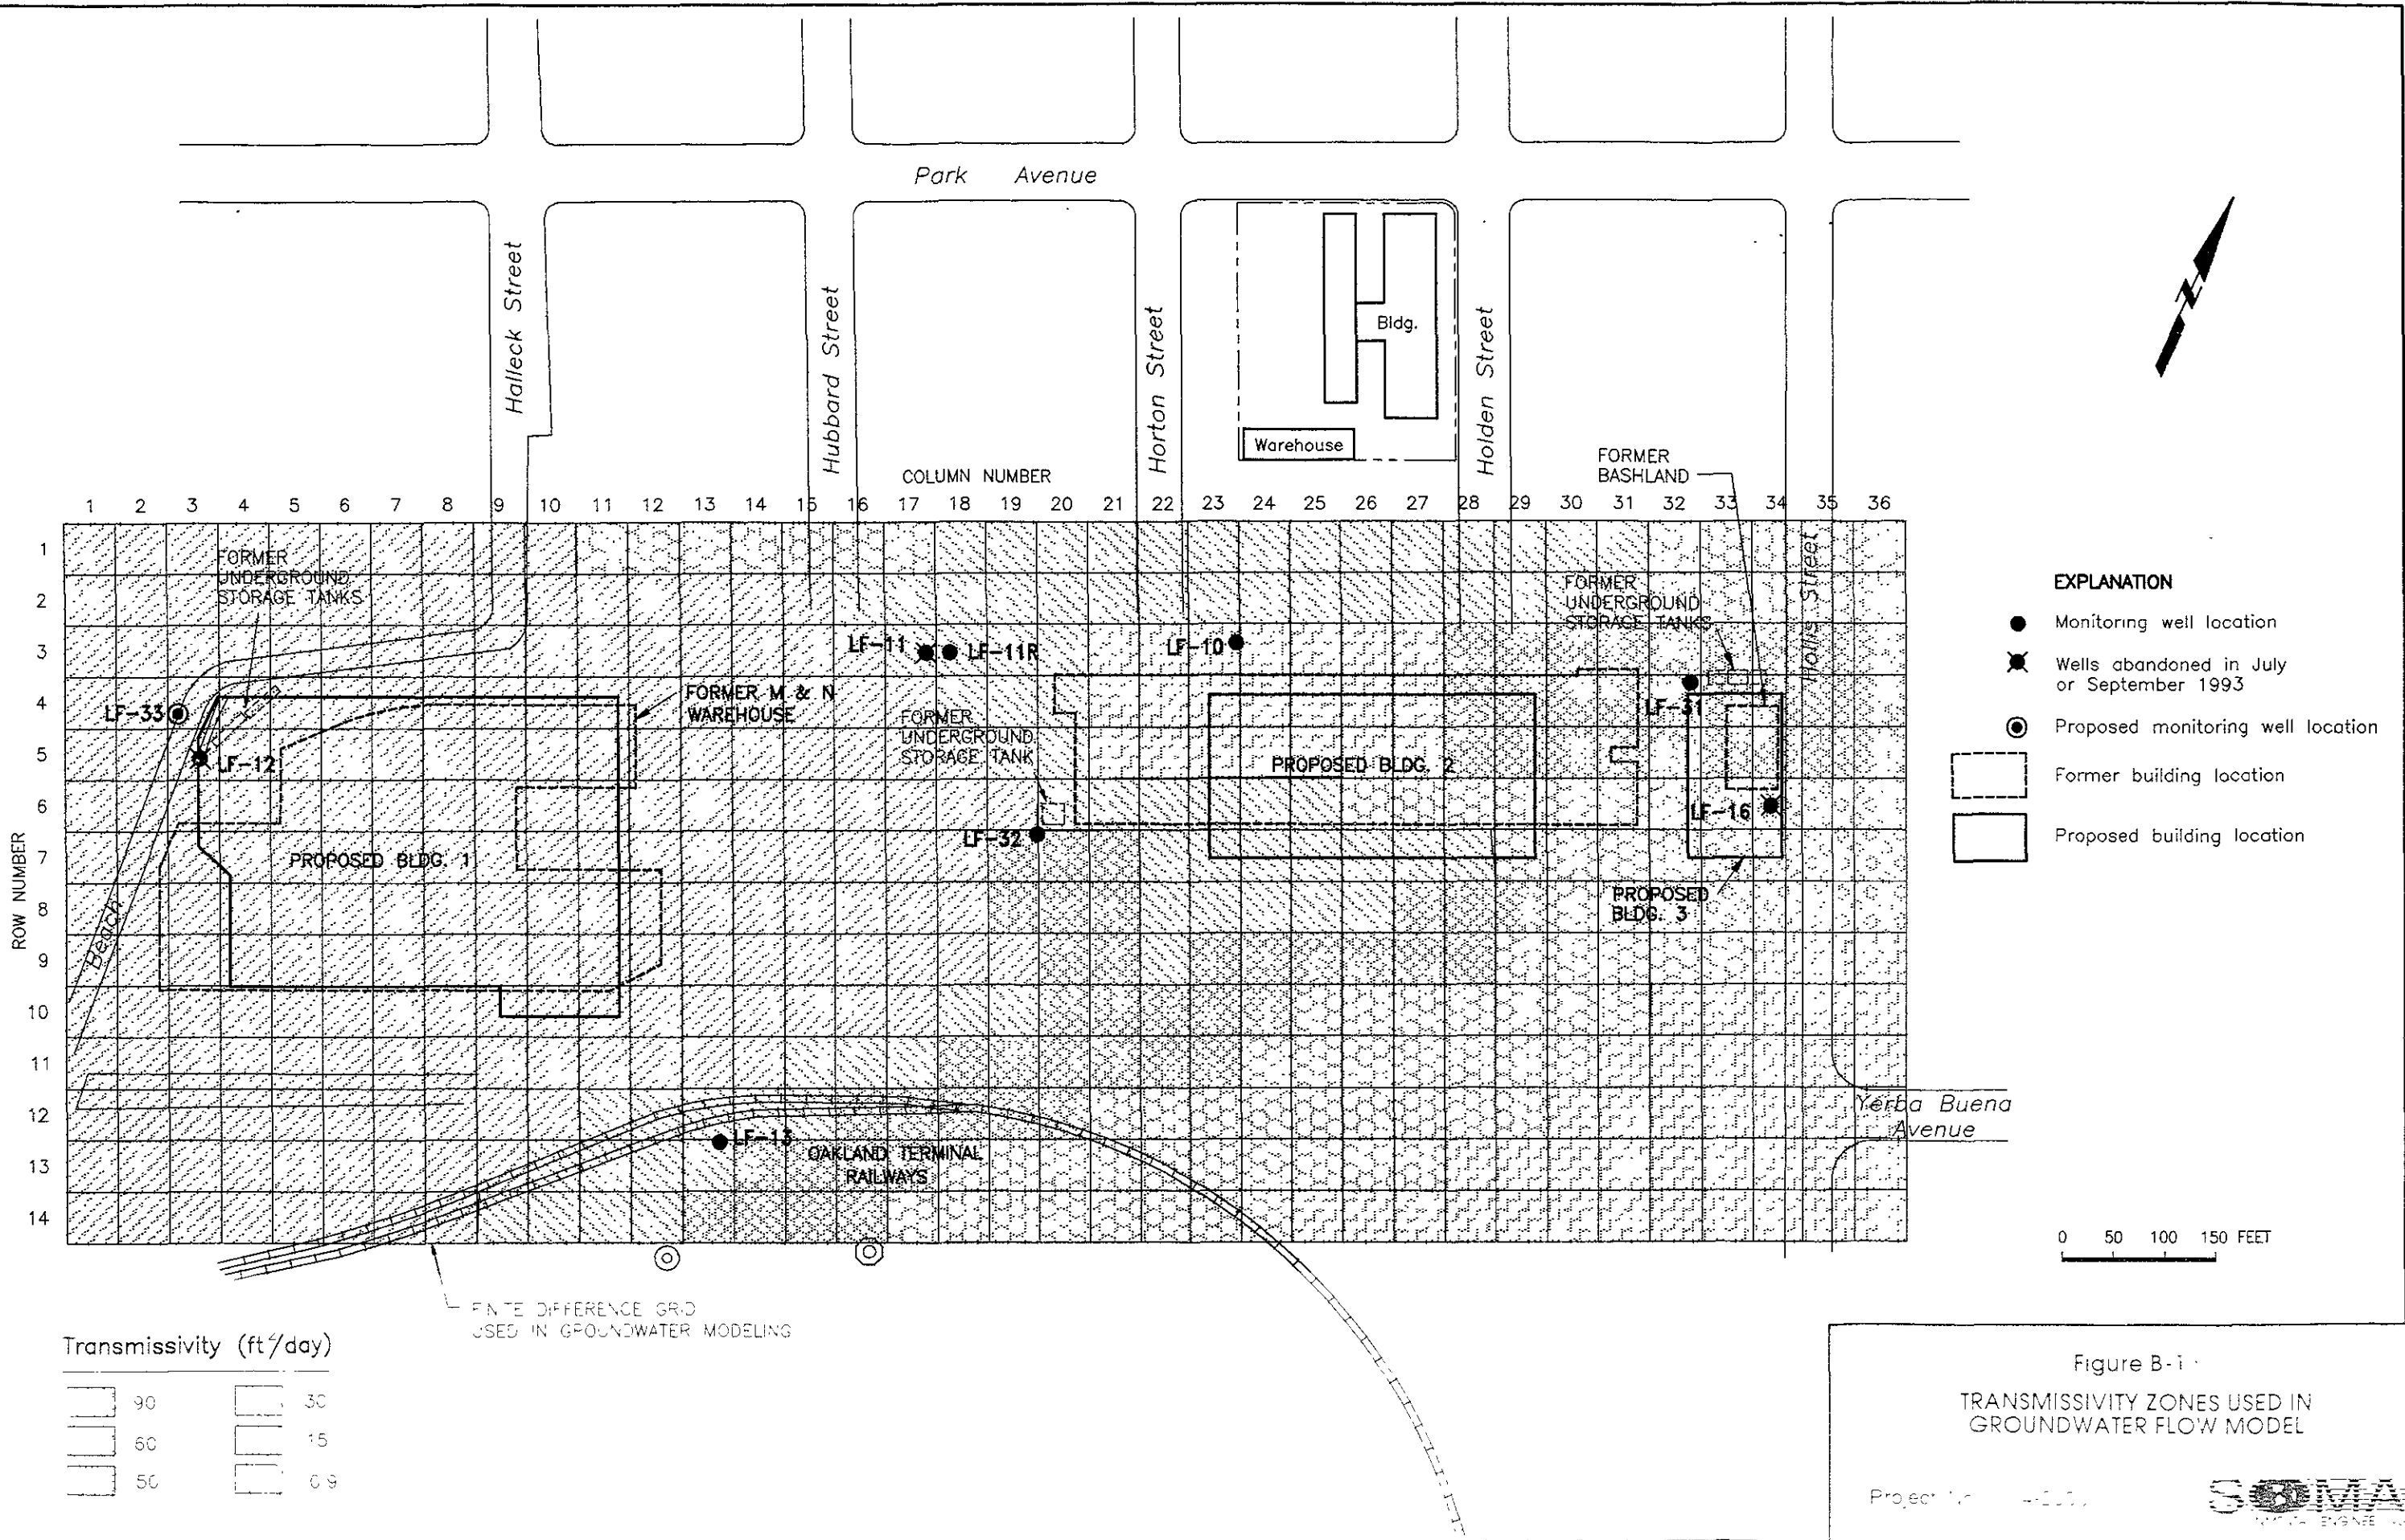 Park Avenue
Halleck Street
Hubbard Street
Horton Street
Holden Street
Hollis Street
Bldg.
Warehouse
N
COLUMN NUMBER
1 2 3 4 5 6 7 8 9 10 11 12 13 14 15 16 17 18 19 20 21 22 23 24 25 26 27 28 29 30 31 32 33 34 35 36
ROW NUMBER
1
2
3
4
5
6
7
8
9
10
11
12
13
14
FORMER
BASHLAND
FORMER
UNDERGROUND
STORAGE TANKS
FORMER
UNDERGROUND
STORAGE TANKS
LF-11
LF-11R
LF-10
LF-33
LF-12
FORMER M & N
WAREHOUSE
FORMER
UNDERGROUND
STORAGE TANK
LF-31
LF-16
LF-32
PROPOSED BLDG. 1
PROPOSED BLDG. 2
PROPOSED
BLDG. 3
Beach
LF-13
OAKLAND TERMINAL
RAILWAYS
Yerba Buena
Avenue
EXPLANATION
Monitoring well location
Wells abandoned in July
or September 1993
Proposed monitoring well location
Former building location
Proposed building location
0 50 100 150 FEET
FINITE DIFFERENCE GRID
USED IN GROUNDWATER MODELING
Transmissivity (ft²/day)
90 30
60 15
50 0.9
Figure B-1
TRANSMISSIVITY ZONES USED IN
GROUNDWATER FLOW MODEL
Project
SOMA